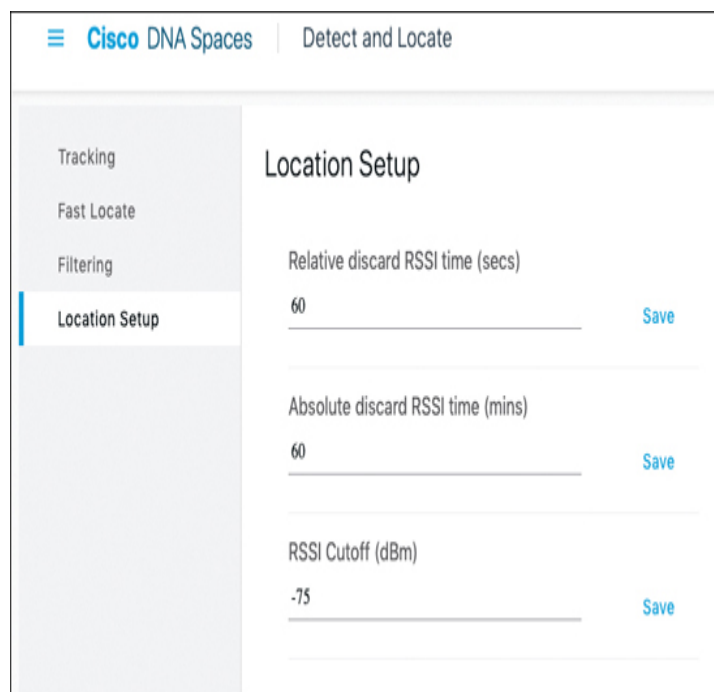 Cisco DNA Spaces Detect and Locate
Tracking
Fast Locate
Filtering
Location Setup
Location Setup
Relative discard RSSI time (secs)
60
Save
Absolute discard RSSI time (mins)
60
Save
RSSI Cutoff (dBm)
-75
Save